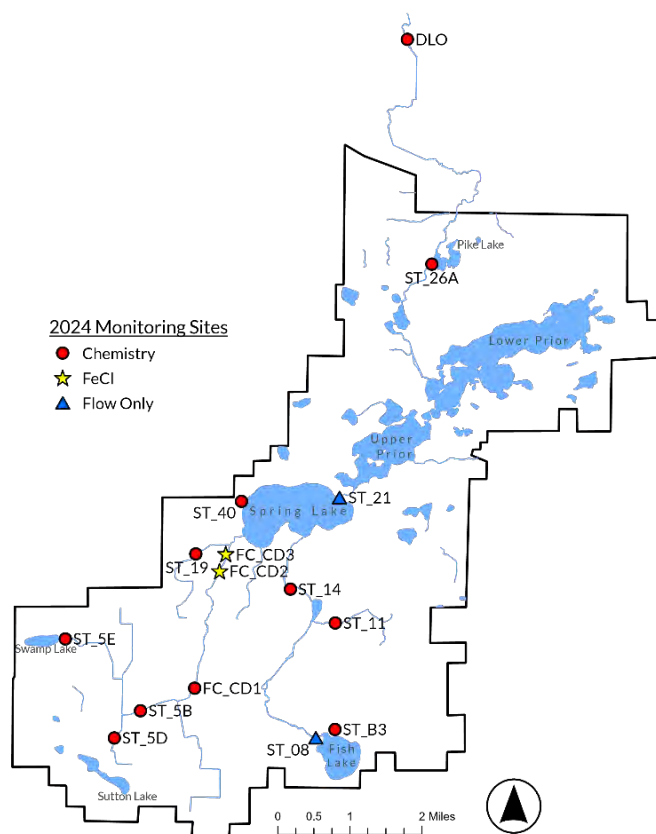 DLO
Pike Lake
ST_26A
2024 Monitoring Sites
Chemistry
FeCl
Flow Only
Lower Prior
Upper
Prior
ST_21
Spring Lake
ST_40
FC_CD3
ST_19
FC_CD2
ST_14
ST_11
ST_5E
Swamp Lake
FC_CD1
ST_5B
ST_B3
ST_5D
ST_08
Fish
Lake
Sutton Lake
0 0.5 1 2 Miles